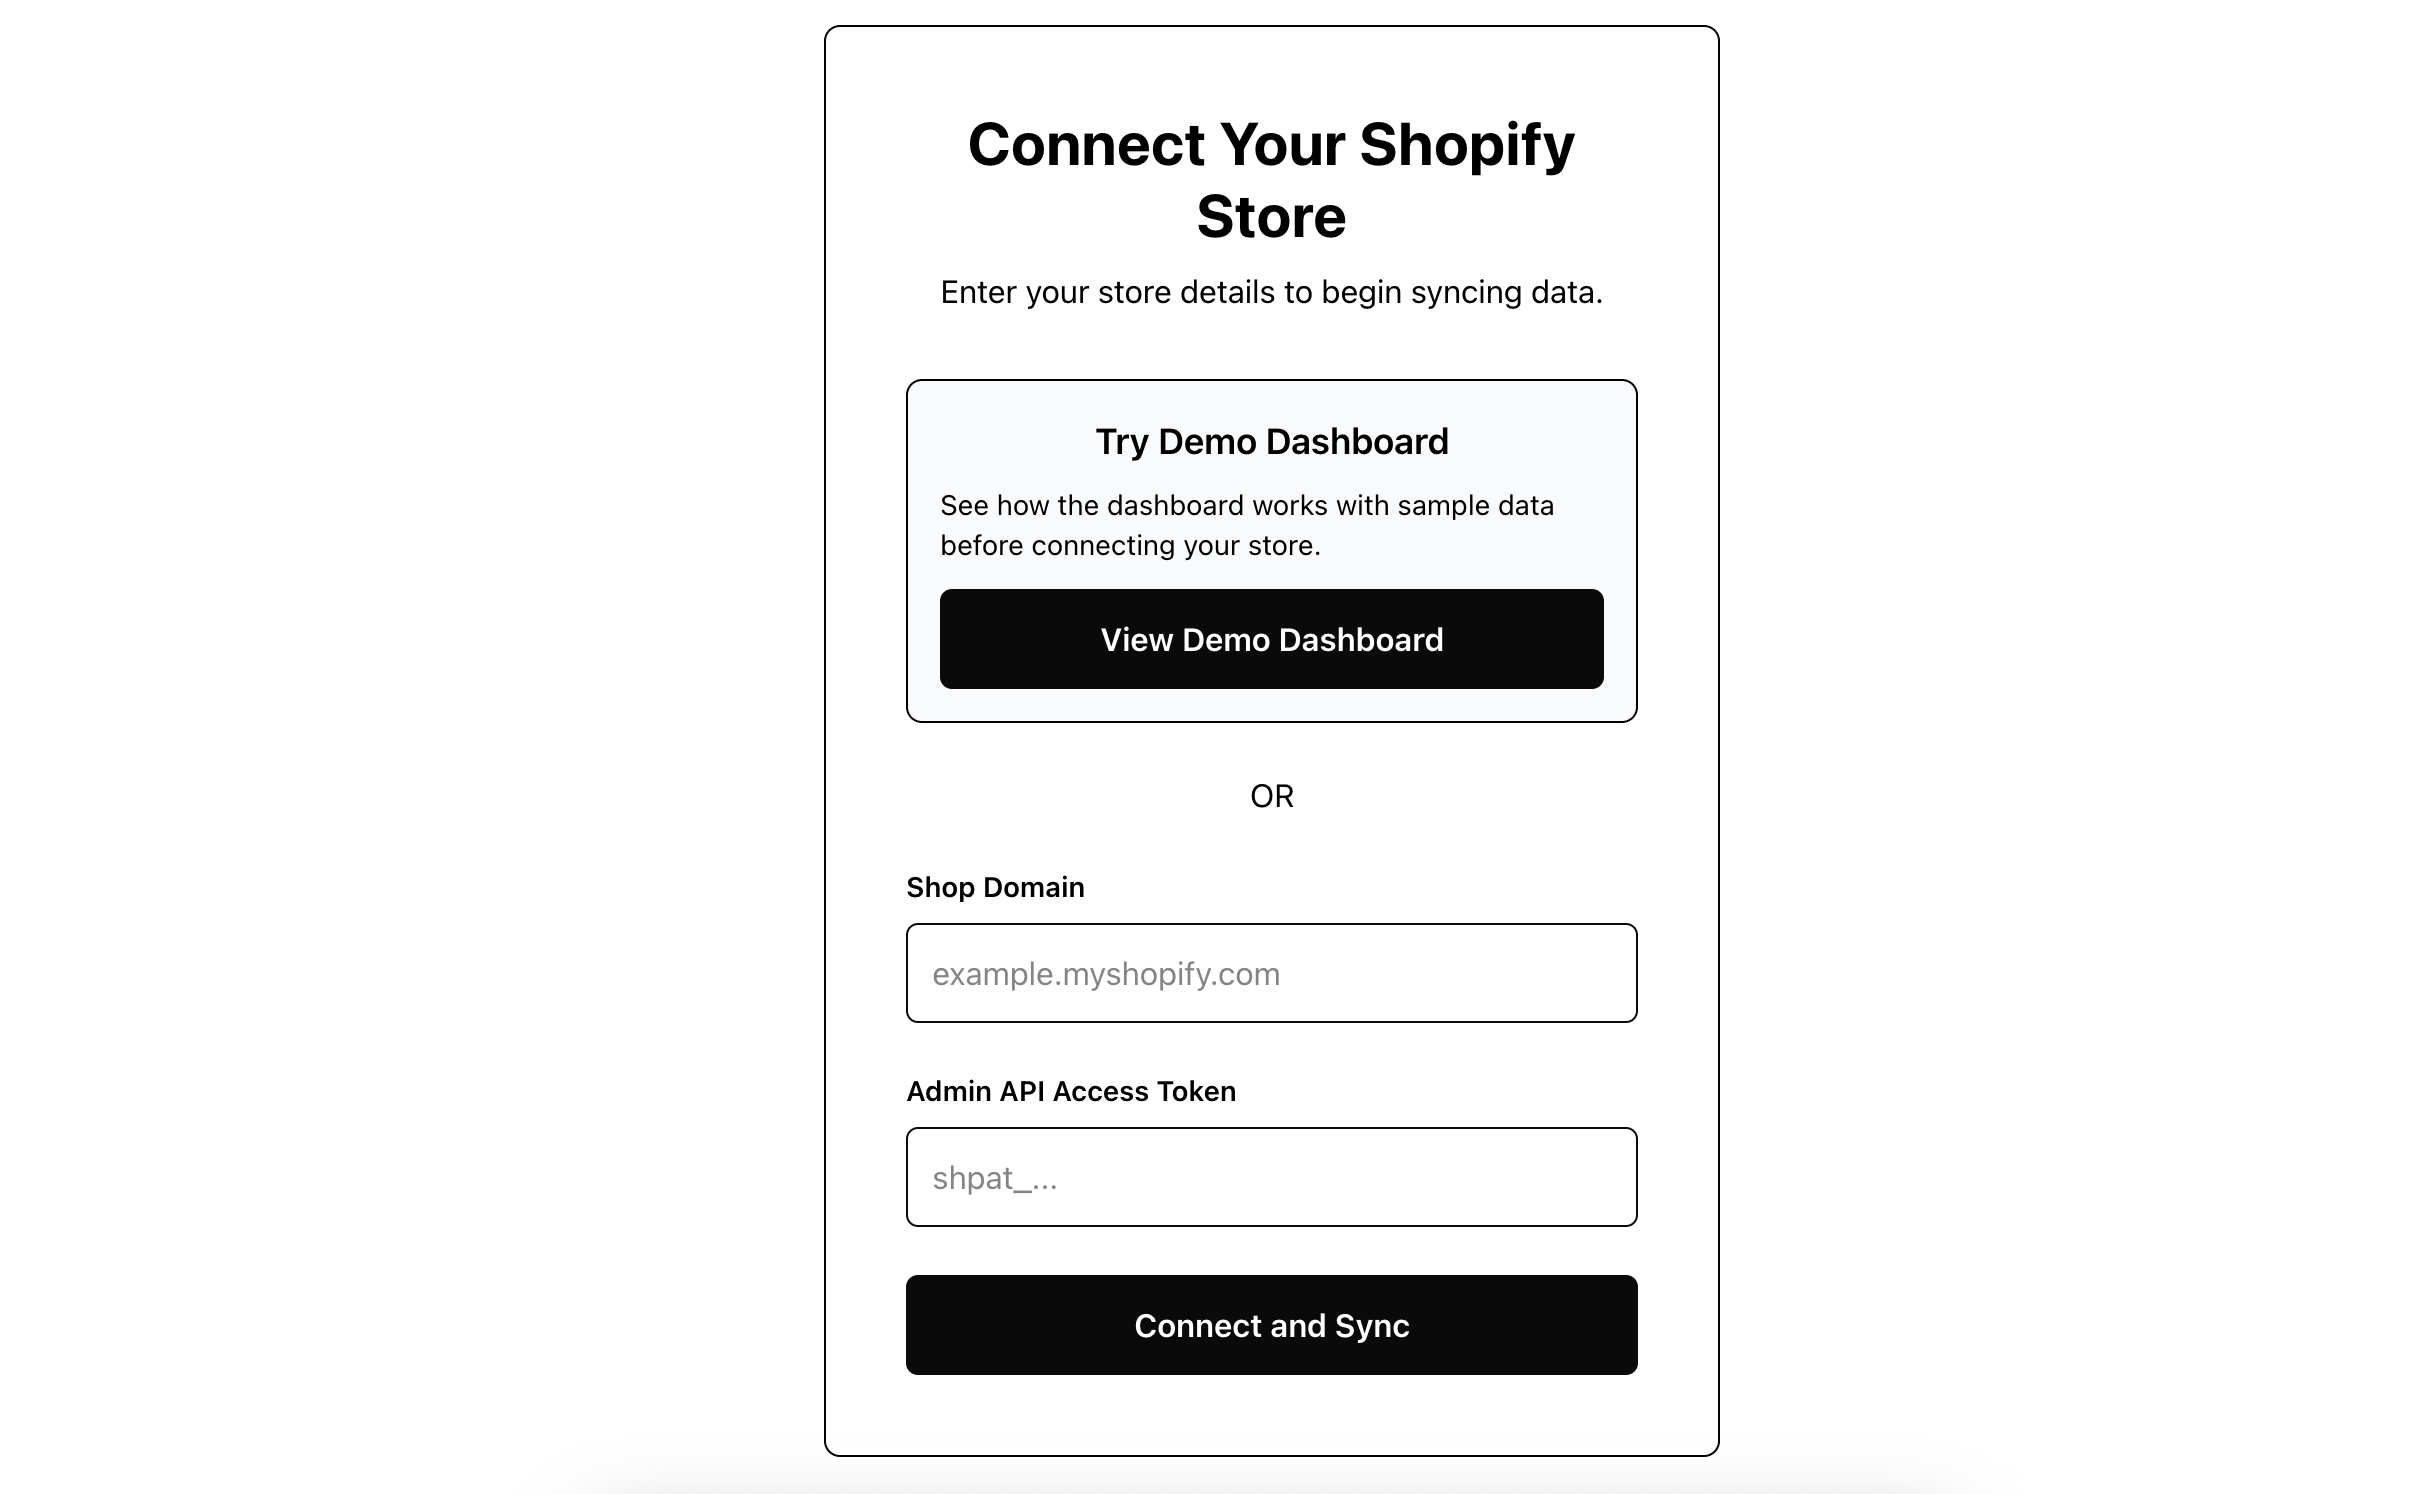 Connect Your Shopify
Store
Enter your store details to begin syncing data.
Try Demo Dashboard
See how the dashboard works with sample data
before connecting your store.
View Demo Dashboard
OR
Shop Domain
example.myshopify.com
Admin API Access Token
shpat_...
Connect and Sync